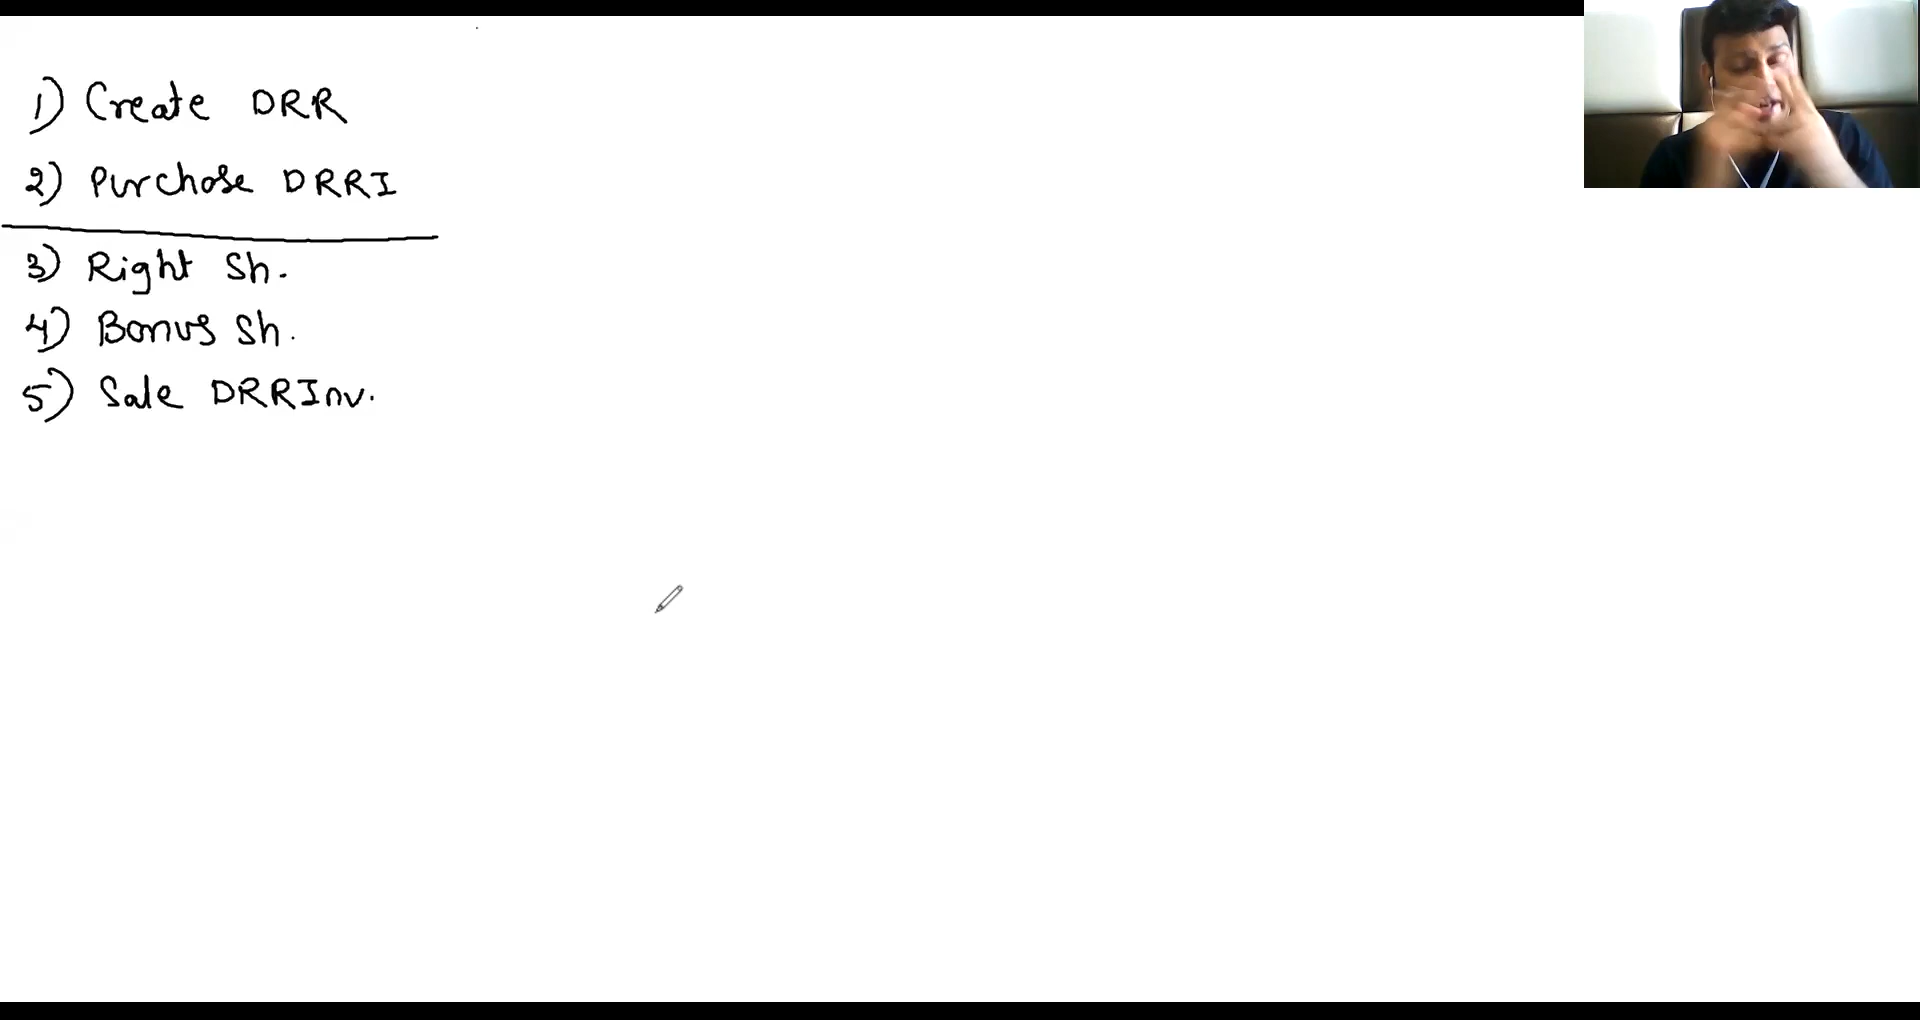 1) Create DRR
2) Purchase DRRI
3) Right Sh.
4) Bonus Sh.
5) Sale DRRInv.